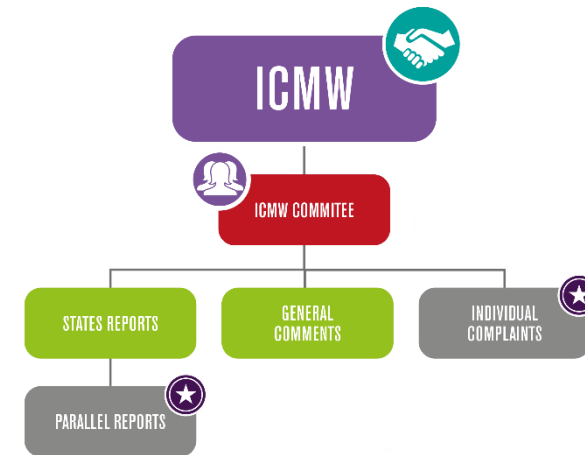 ICMW
ICMW COMMITEE
STATES REPORTS
GENERAL
COMMENTS
INDIVIDUAL
COMPLAINTS
PARALLEL REPORTS